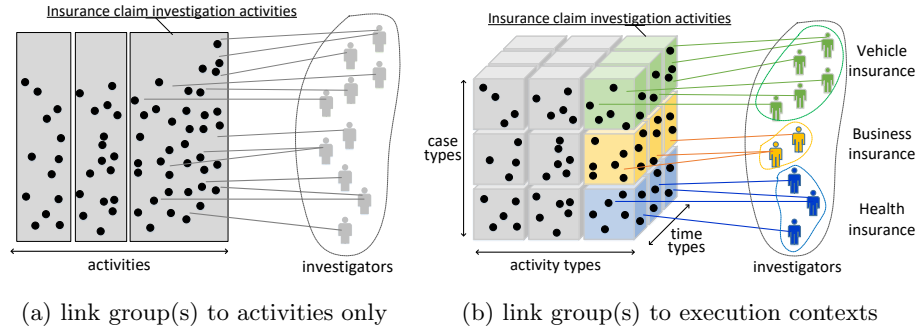 Insurance claim investigation activities
activities
investigators
(a) link group(s) to activities only
Insurance claim investigation activities
case
types
activity types
time
types
investigators
Vehicle
insurance
Business
insurance
Health
insurance
(b) link group(s) to execution contexts